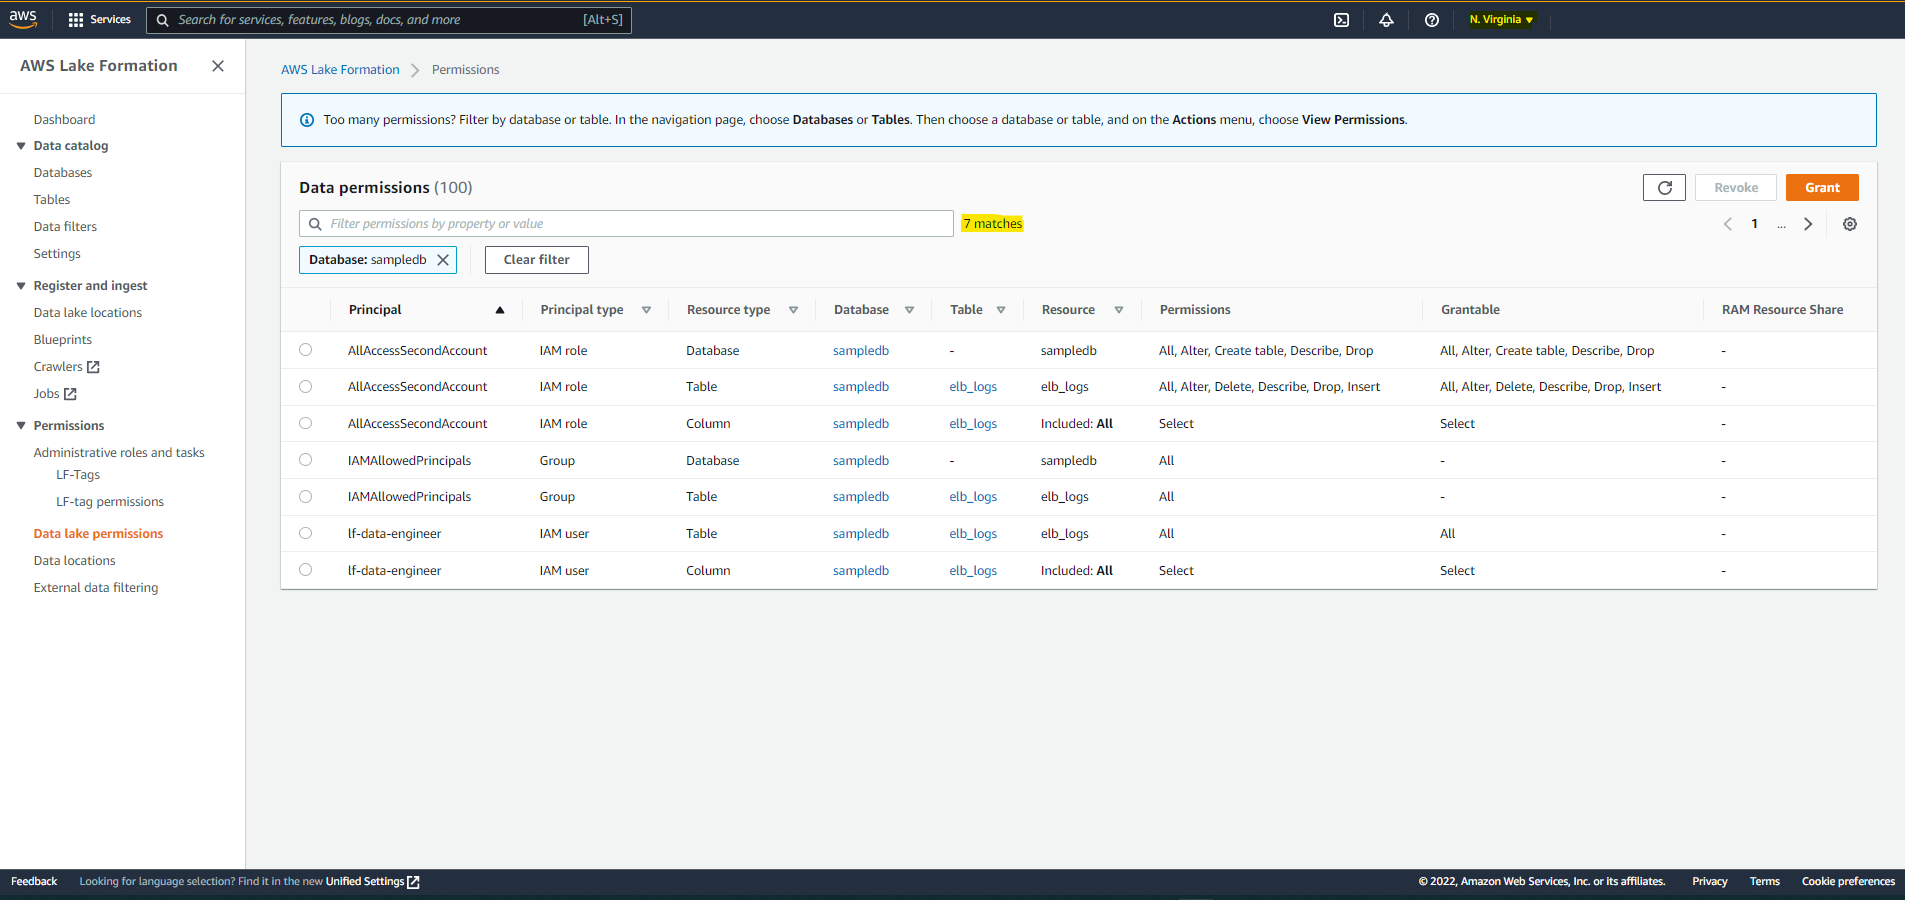 aws Services Search for services, features, blogs, docs, and more [Alt+S] N. Virginia
AWS Lake Formation
Dashboard
Data catalog
Databases
Tables
Data filters
Settings
Register and ingest
Data lake locations
Blueprints
Crawlers
Jobs
Permissions
Administrative roles and tasks
LF-Tags
LF-tag permissions
Data lake permissions
Data locations
External data filtering
AWS Lake Formation > Permissions
Too many permissions? Filter by database or table. In the navigation page, choose Databases or Tables. Then choose a database or table, and on the Actions menu, choose View Permissions.
Data permissions (100) Revoke Grant
Filter permissions by property or value 7 matches 1 ...
Database: sampledb Clear filter
Principal Principal type Resource type Database Table Resource Permissions Grantable RAM Resource Share
AllAccessSecondAccount IAM role Database sampledb - sampledb All, Alter, Create table, Describe, Drop All, Alter, Create table, Describe, Drop -
AllAccessSecondAccount IAM role Table sampledb elb_logs elb_logs All, Alter, Delete, Describe, Drop, Insert All, Alter, Delete, Describe, Drop, Insert -
AllAccessSecondAccount IAM role Column sampledb elb_logs Included: All Select Select -
IAMAllowedPrincipals Group Database sampledb - sampledb All - -
IAMAllowedPrincipals Group Table sampledb elb_logs elb_logs All - -
lf-data-engineer IAM user Table sampledb elb_logs elb_logs All All -
lf-data-engineer IAM user Column sampledb elb_logs Included: All Select Select -
Feedback Looking for language selection? Find it in the new Unified Settings © 2022, Amazon Web Services, Inc. or its affiliates. Privacy Terms Cookie preferences